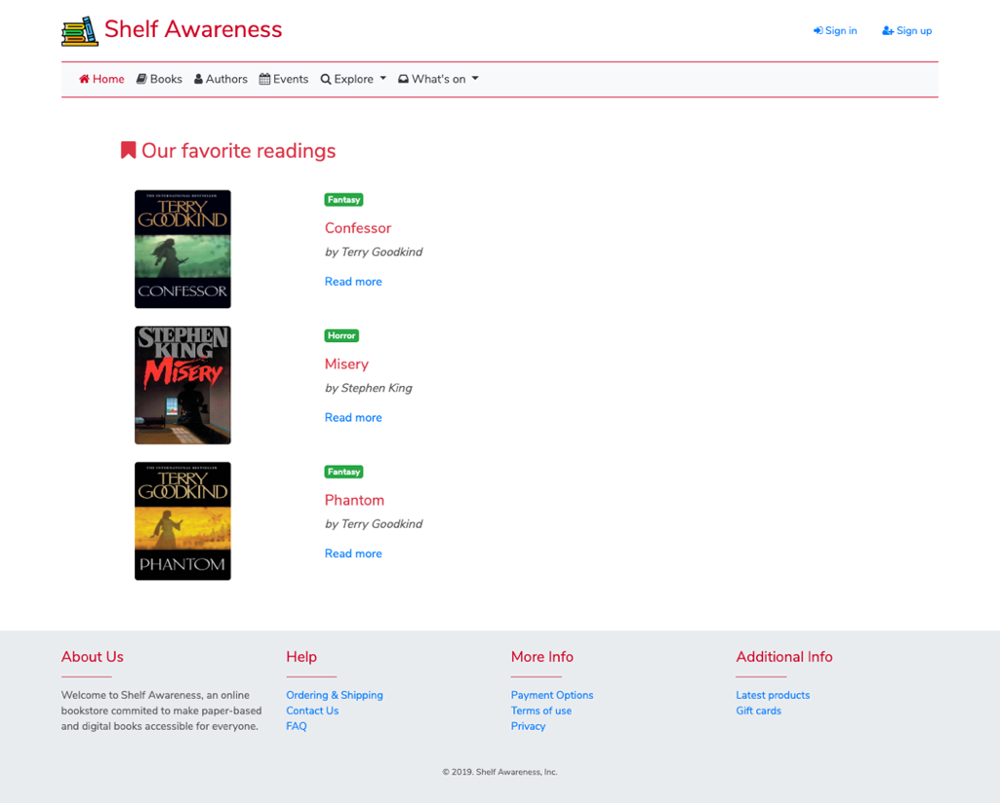 Shelf Awareness
Sign in Sign up
Home Books Authors Events Explore What's on
Our favorite readings
THE INTERNATIONAL BESTSELLER
TERRY
GOODKIND
CONFESSOR
Fantasy
Confessor
by Terry Goodkind
Read more
STEPHEN
KING
MISERY
Horror
Misery
by Stephen King
Read more
THE INTERNATIONAL BESTSELLER
TERRY
GOODKIND
PHANTOM
Fantasy
Phantom
by Terry Goodkind
Read more
About Us
Welcome to Shelf Awareness, an online
bookstore commited to make paper-based
and digital books accessible for everyone.
Help
Ordering & Shipping
Contact Us
FAQ
More Info
Payment Options
Terms of use
Privacy
Additional Info
Latest products
Gift cards
© 2019. Shelf Awareness, Inc.